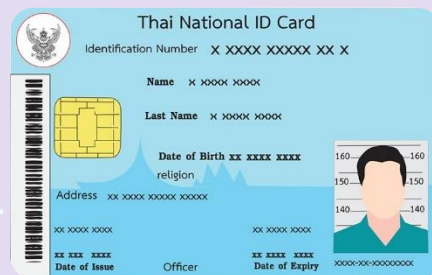 Thai National ID Card
Identification Number X XXXX XXXXX XX X
Name X XXXX XXXX
Last Name X XXXX XXXX
Date of Birth xx xxxx xxxx
religion
Address xx xxxx xxxxx xxxxx
xx xxxx xxxx
xx xxxx xxxx
xx xxx xxxx
Date of Issue
Officer
xx xxxx xxxx
Date of Expiry
160 160
150 150
140 140
xxxx-xx-xxxxxxxx